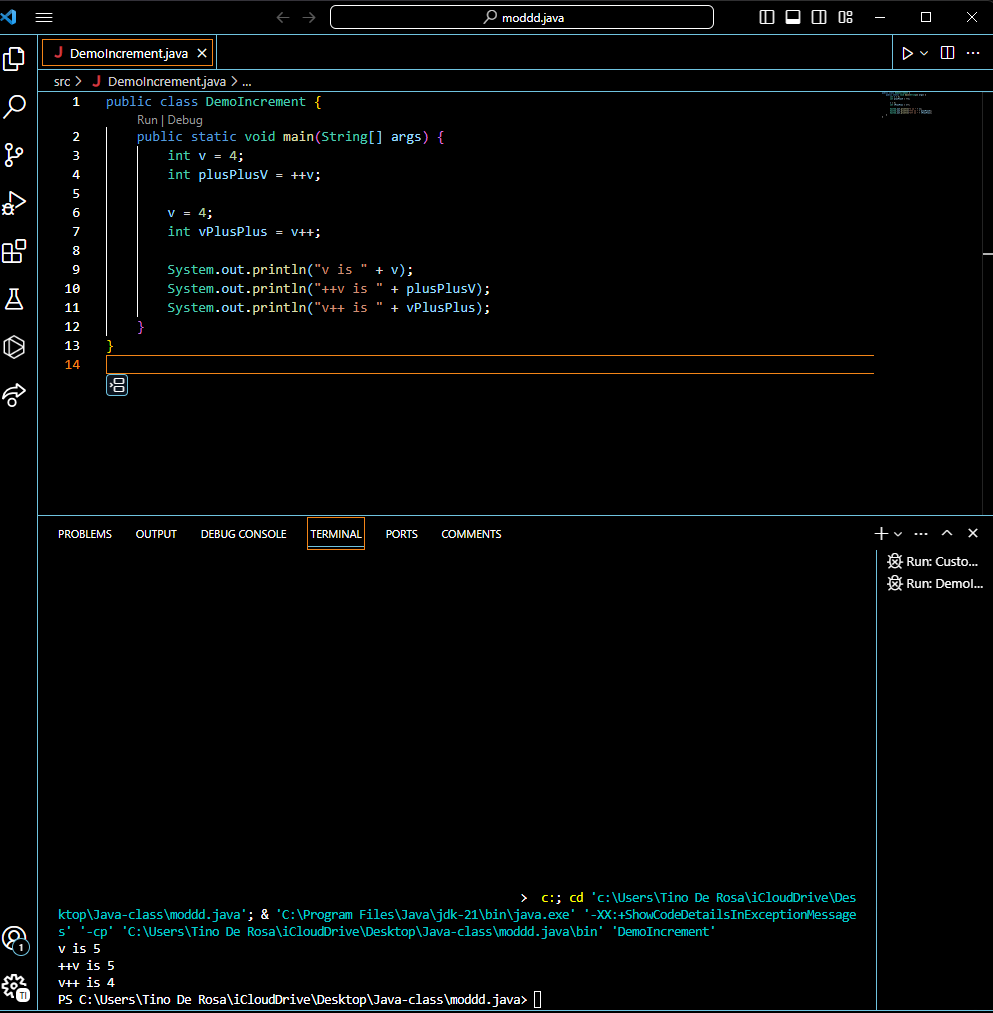 moddd.java
DemoIncrement.java
src > DemoIncrement.java > ...
1 public class DemoIncrement {
Run | Debug
2 public static void main(String[] args) {
3 int v = 4;
4 int plusPlusV = ++v;
5
6 v = 4;
7 int vPlusPlus = v++;
8
9 System.out.println("v is " + v);
10 System.out.println("++v is " + plusPlusV);
11 System.out.println("v++ is " + vPlusPlus);
12 }
13 }
14
PROBLEMS OUTPUT DEBUG CONSOLE TERMINAL PORTS COMMENTS
Run: Custo...
Run: DemoI...
> c:; cd 'c:\Users\Tino De Rosa\iCloudDrive\Des
ktop\Java-class\moddd.java'; & 'C:\Program Files\Java\jdk-21\bin\java.exe' '-XX:+ShowCodeDetailsInExceptionMessage
s' '-cp' 'C:\Users\Tino De Rosa\iCloudDrive\Desktop\Java-class\moddd.java\bin' 'DemoIncrement'
v is 5
++v is 5
v++ is 4
PS C:\Users\Tino De Rosa\iCloudDrive\Desktop\Java-class\moddd.java>
1
TI